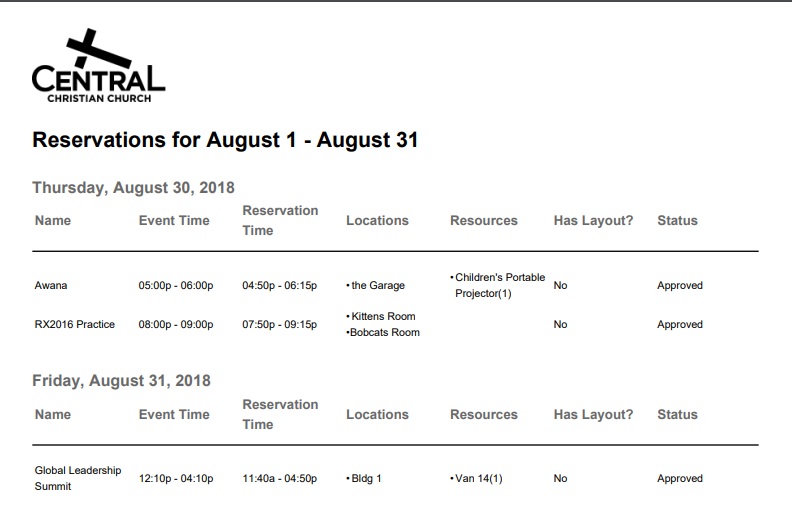 CENTRAL
CHRISTIAN CHURCH
Reservations for August 1 - August 31
Thursday, August 30, 2018
Name Event Time Reservation Time Locations Resources Has Layout? Status
Awana 05:00p - 06:00p 04:50p - 06:15p • the Garage • Children's Portable Projector(1) No Approved
RX2016 Practice 08:00p - 09:00p 07:50p - 09:15p • Kittens Room • Bobcats Room No Approved
Friday, August 31, 2018
Name Event Time Reservation Time Locations Resources Has Layout? Status
Global Leadership Summit 12:10p - 04:10p 11:40a - 04:50p • Bldg 1 • Van 14(1) No Approved